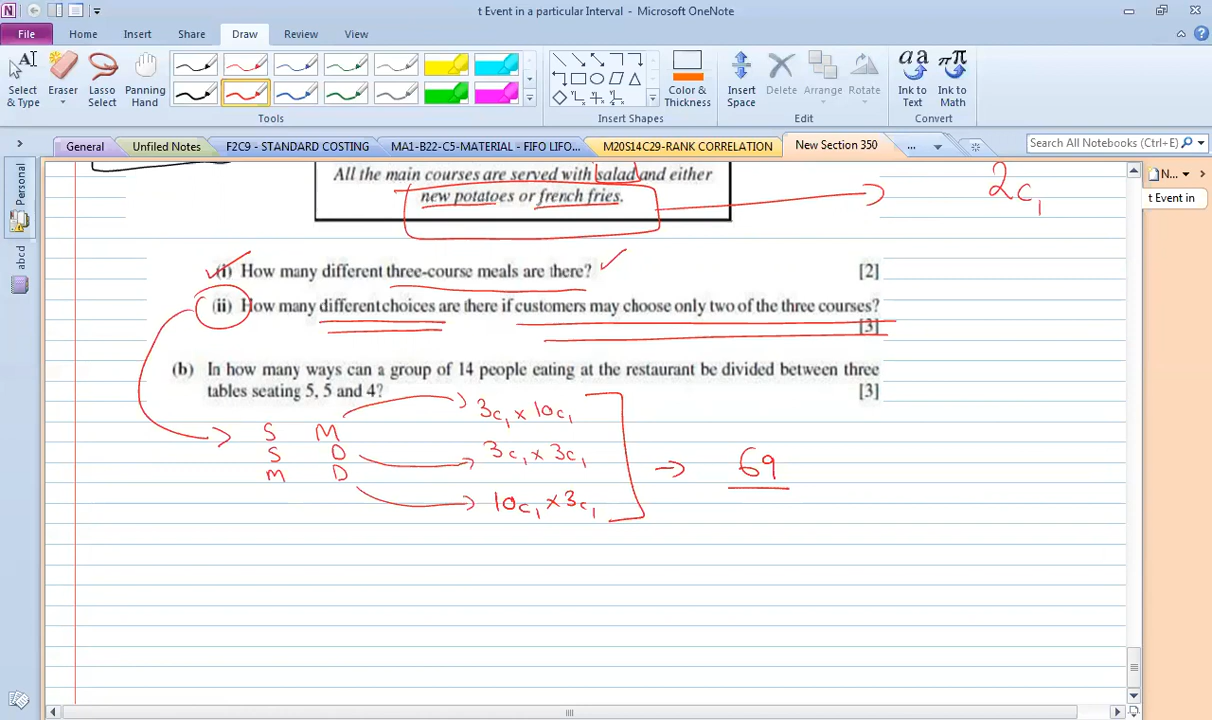 t Event in a particular Interval - Microsoft OneNote
File Home Insert Share Draw Review View
Select & Type
Eraser
Lasso Select
Panning Hand
Color & Thickness
Insert Space
Delete
Arrange
Rotate
Ink to Text
Ink to Math
Tools
Insert Shapes
Edit
Convert
General
Unfiled Notes
F2C9 - STANDARD COSTING
MA1-B22-C5-MATERIAL - FIFO LIFO...
M20S14C29-RANK CORRELATION
New Section 350
...
Search All Notebooks (Ctrl+E)
N...
t Event in
Personal
abcd
All the main courses are served with salad and either
new potatoes or french fries.
2c1
(i) How many different three-course meals are there? [2]
(ii) How many different choices are there if customers may choose only two of the three courses?
[3]
(b) In how many ways can a group of 14 people eating at the restaurant be divided between three
tables seating 5, 5 and 4? [3]
S M 3c1 x 10c1
S D 3c1 x 3c1
M D 10c1 x 3c1
69